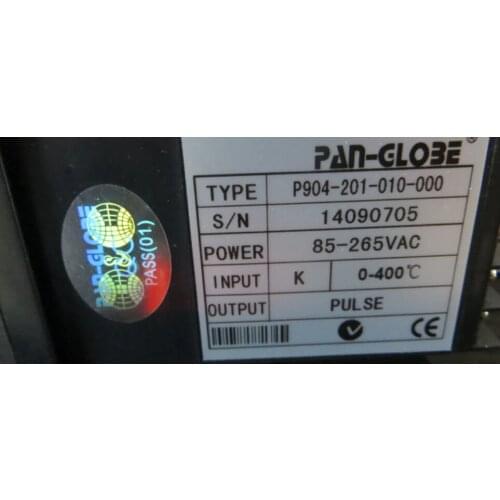 PAN-GLOBE ®
TYPE P904-201-010-000
S/N 14090705
POWER 85-265VAC
INPUT K 0-400℃
OUTPUT PULSE
CE
PAN-GLOBE
PASS(01)